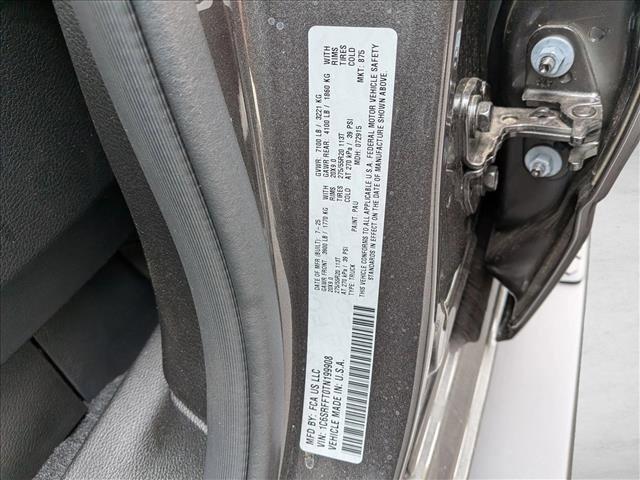 MFD BY: FCA US LLC
VIN: 1C6SRFFT0TN199908
VEHICLE MADE IN: U.S.A.
DATE OF MFR (BUILT): 7-25
GAWR FRONT: 3900 LB / 1770 KG WITH
20X9.0 RIMS
275/55R20 113T TIRES
AT 270 kPa / 39 PSI COLD
TYPE: TRUCK PAINT: PAU
GVWR: 7100 LB / 3221 KG
GAWR REAR: 4100 LB / 1860 KG WITH
20X9.0 RIMS
275/55R20 113T TIRES
AT 270 kPa / 39 PSI COLD
MDH: 072915 MKT: 875
THIS VEHICLE CONFORMS TO ALL APPLICABLE U.S.A. FEDERAL MOTOR VEHICLE SAFETY
STANDARDS IN EFFECT ON THE DATE OF MANUFACTURE SHOWN ABOVE.